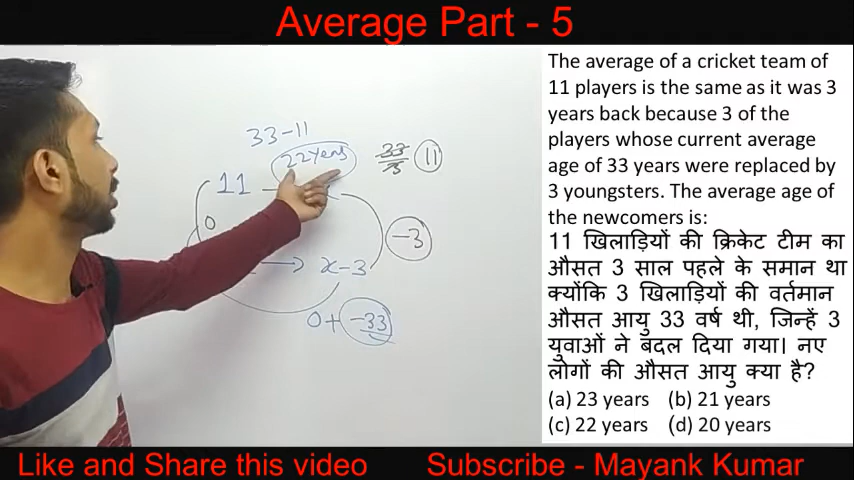 Average Part - 5
33-11
22 years
33
3
11
11
0
-3
x-3
0+ -33
The average of a cricket team of
11 players is the same as it was 3
years back because 3 of the
players whose current average
age of 33 years were replaced by
3 youngsters. The average age of
the newcomers is:
11 खिलाड़ियों की क्रिकेट टीम का
औसत 3 साल पहले के समान था
क्योंकि 3 खिलाड़ियों की वर्तमान
औसत आयु 33 वर्ष थी, जिन्हें 3
युवाओं ने बदल दिया गया। नए
लोगों की औसत आयु क्या है?
(a) 23 years (b) 21 years
(c) 22 years (d) 20 years
Like and Share this video Subscribe - Mayank Kumar